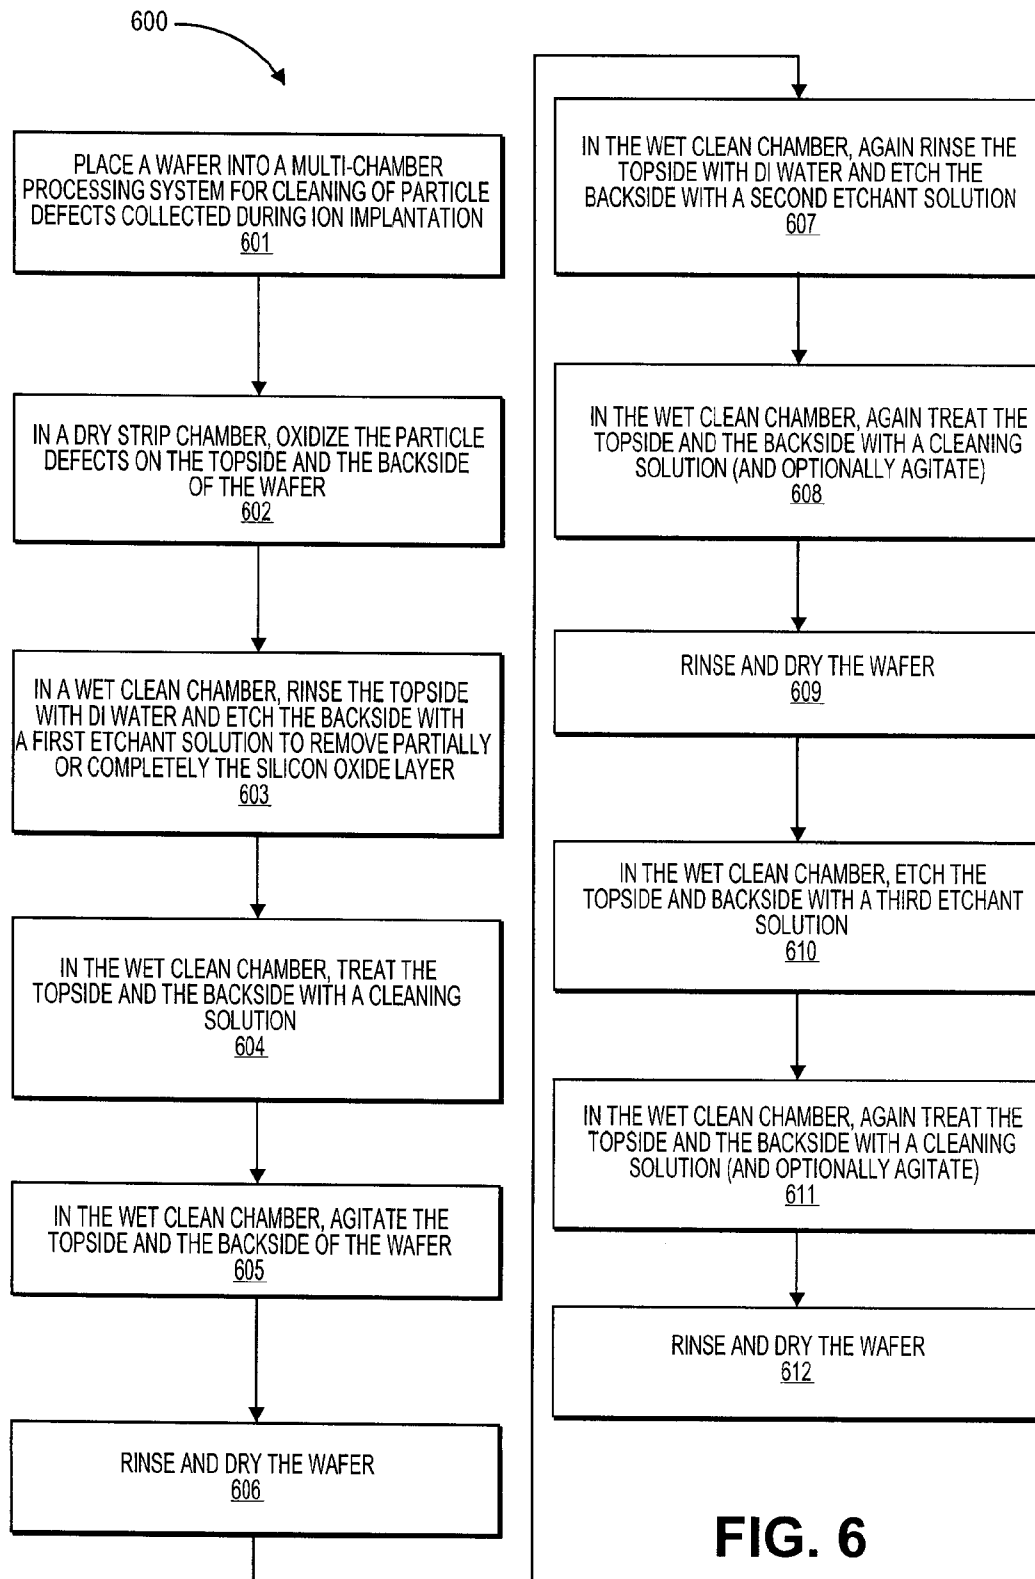 600
PLACE A WAFER INTO A MULTI-CHAMBER
PROCESSING SYSTEM FOR CLEANING OF PARTICLE
DEFECTS COLLECTED DURING ION IMPLANTATION
601
IN A DRY STRIP CHAMBER, OXIDIZE THE PARTICLE
DEFECTS ON THE TOPSIDE AND THE BACKSIDE
OF THE WAFER
602
IN A WET CLEAN CHAMBER, RINSE THE TOPSIDE
WITH DI WATER AND ETCH THE BACKSIDE WITH
A FIRST ETCHANT SOLUTION TO REMOVE PARTIALLY
OR COMPLETELY THE SILICON OXIDE LAYER
603
IN THE WET CLEAN CHAMBER, TREAT THE
TOPSIDE AND THE BACKSIDE WITH A CLEANING
SOLUTION
604
IN THE WET CLEAN CHAMBER, AGITATE THE
TOPSIDE AND THE BACKSIDE OF THE WAFER
605
RINSE AND DRY THE WAFER
606
IN THE WET CLEAN CHAMBER, AGAIN RINSE THE
TOPSIDE WITH DI WATER AND ETCH THE
BACKSIDE WITH A SECOND ETCHANT SOLUTION
607
IN THE WET CLEAN CHAMBER, AGAIN TREAT THE
TOPSIDE AND THE BACKSIDE WITH A CLEANING
SOLUTION (AND OPTIONALLY AGITATE)
608
RINSE AND DRY THE WAFER
609
IN THE WET CLEAN CHAMBER, ETCH THE
TOPSIDE AND BACKSIDE WITH A THIRD ETCHANT
SOLUTION
610
IN THE WET CLEAN CHAMBER, AGAIN TREAT THE
TOPSIDE AND THE BACKSIDE WITH A CLEANING
SOLUTION (AND OPTIONALLY AGITATE)
611
RINSE AND DRY THE WAFER
612
FIG. 6